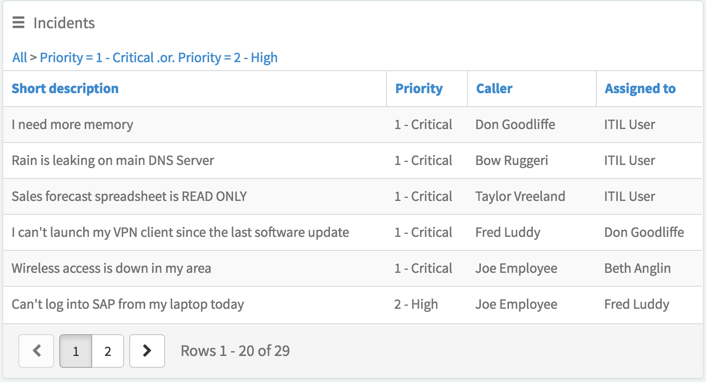 Incidents
All > Priority = 1 - Critical .or. Priority = 2 - High
Short description Priority Caller Assigned to
I need more memory 1 - Critical Don Goodliffe ITIL User
Rain is leaking on main DNS Server 1 - Critical Bow Ruggeri ITIL User
Sales forecast spreadsheet is READ ONLY 1 - Critical Taylor Vreeland ITIL User
I can't launch my VPN client since the last software update 1 - Critical Fred Luddy Don Goodliffe
Wireless access is down in my area 1 - Critical Joe Employee Beth Anglin
Can't log into SAP from my laptop today 2 - High Joe Employee Fred Luddy
1 2 Rows 1 - 20 of 29